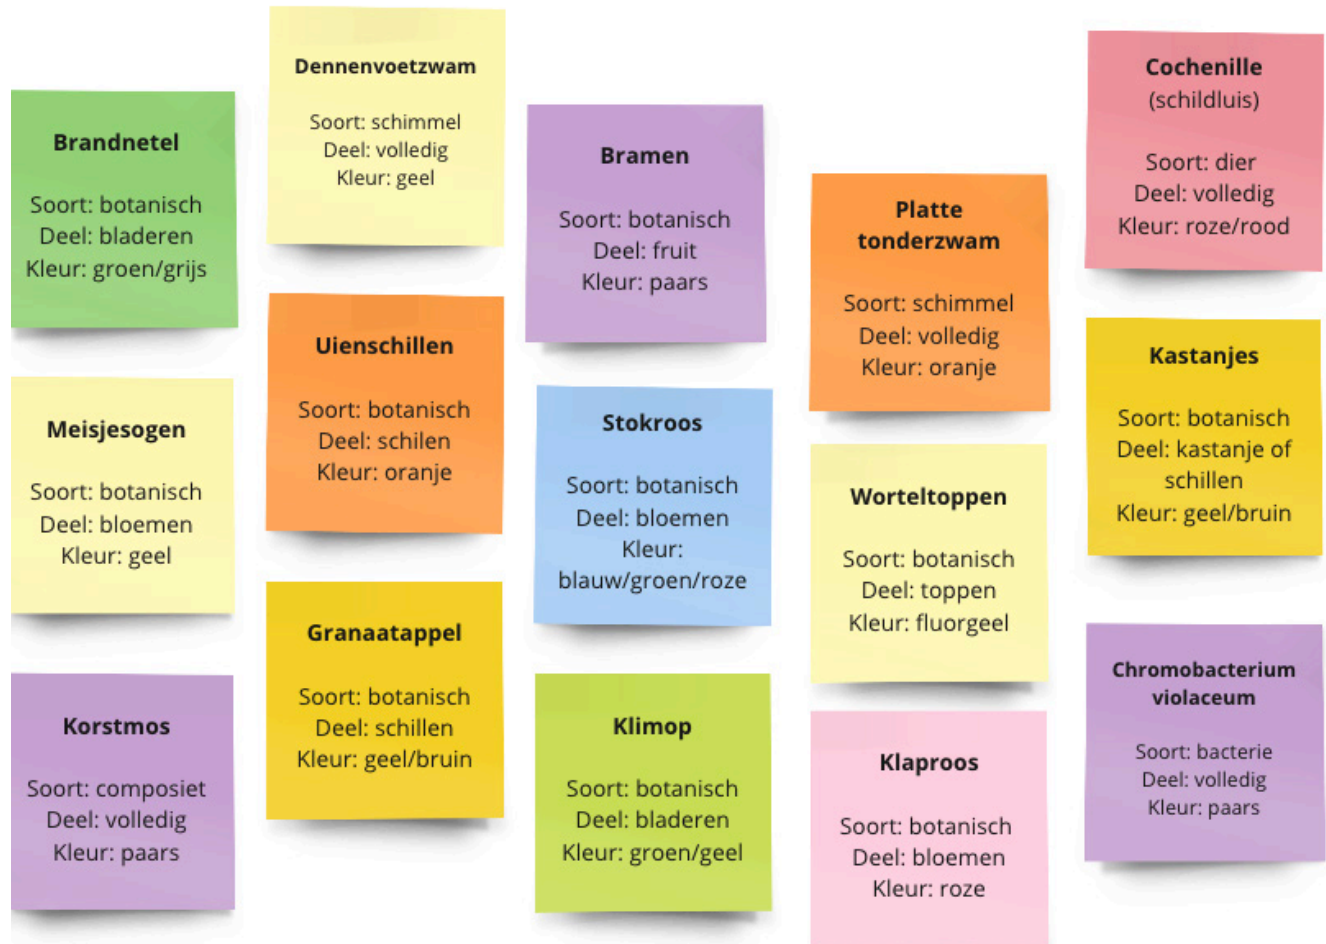 Brandnetel
Soort: botanisch
Deel: bladeren
Kleur: groen/grijs
Meisjesogen
Soort: botanisch
Deel: bloemen
Kleur: geel
Korstmos
Soort: composiet
Deel: volledig
Kleur: paars
Dennenvoetzwam
Soort: schimmel
Deel: volledig
Kleur: geel
Uienschillen
Soort: botanisch
Deel: schilen
Kleur: oranje
Granaatappel
Soort: botanisch
Deel: schillen
Kleur: geel/bruin
Bramen
Soort: botanisch
Deel: fruit
Kleur: paars
Stokroos
Soort: botanisch
Deel: bloemen
Kleur:
blauw/groen/roze
Klimop
Soort: botanisch
Deel: bladeren
Kleur: groen/geel
Platte
tonderzwam
Soort: schimmel
Deel: volledig
Kleur: oranje
Worteltoppen
Soort: botanisch
Deel: toppen
Kleur: fluorgeel
Klaproos
Soort: botanisch
Deel: bloemen
Kleur: roze
Cochenille
(schildluis)
Soort: dier
Deel: volledig
Kleur: roze/rood
Kastanjes
Soort: botanisch
Deel: kastanje of
schillen
Kleur: geel/bruin
Chromobacterium
violaceum
Soort: bacterie
Deel: volledig
Kleur: paars